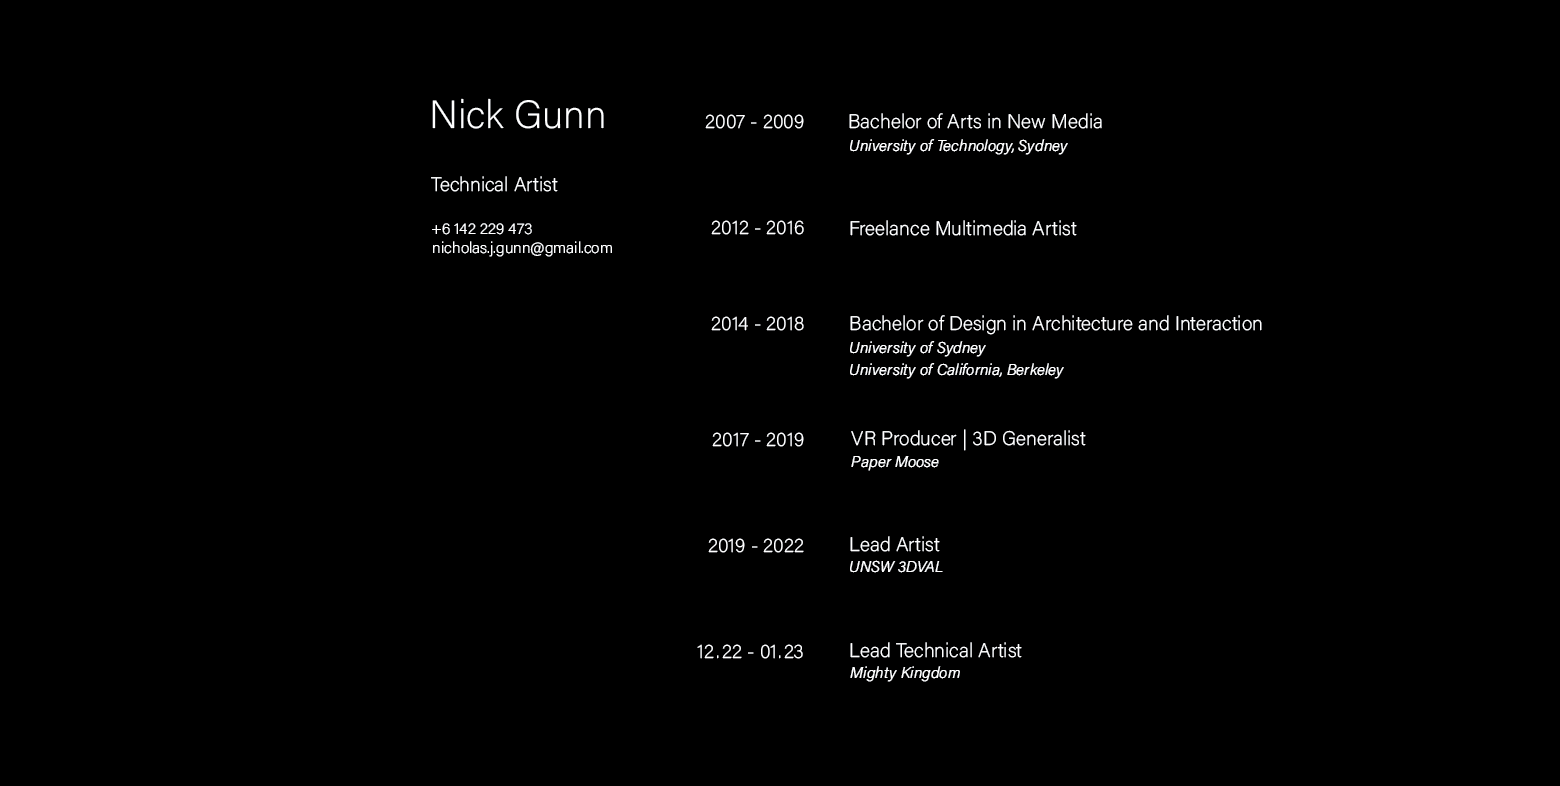 Nick Gunn
Technical Artist
+6 142 229 473
nicholas.j.gunn@gmail.com
2007 - 2009 Bachelor of Arts in New Media
University of Technology, Sydney
2012 - 2016 Freelance Multimedia Artist
2014 - 2018 Bachelor of Design in Architecture and Interaction
University of Sydney
University of California, Berkeley
2017 - 2019 VR Producer | 3D Generalist
Paper Moose
2019 - 2022 Lead Artist
UNSW 3DVAL
12.22 - 01.23 Lead Technical Artist
Mighty Kingdom